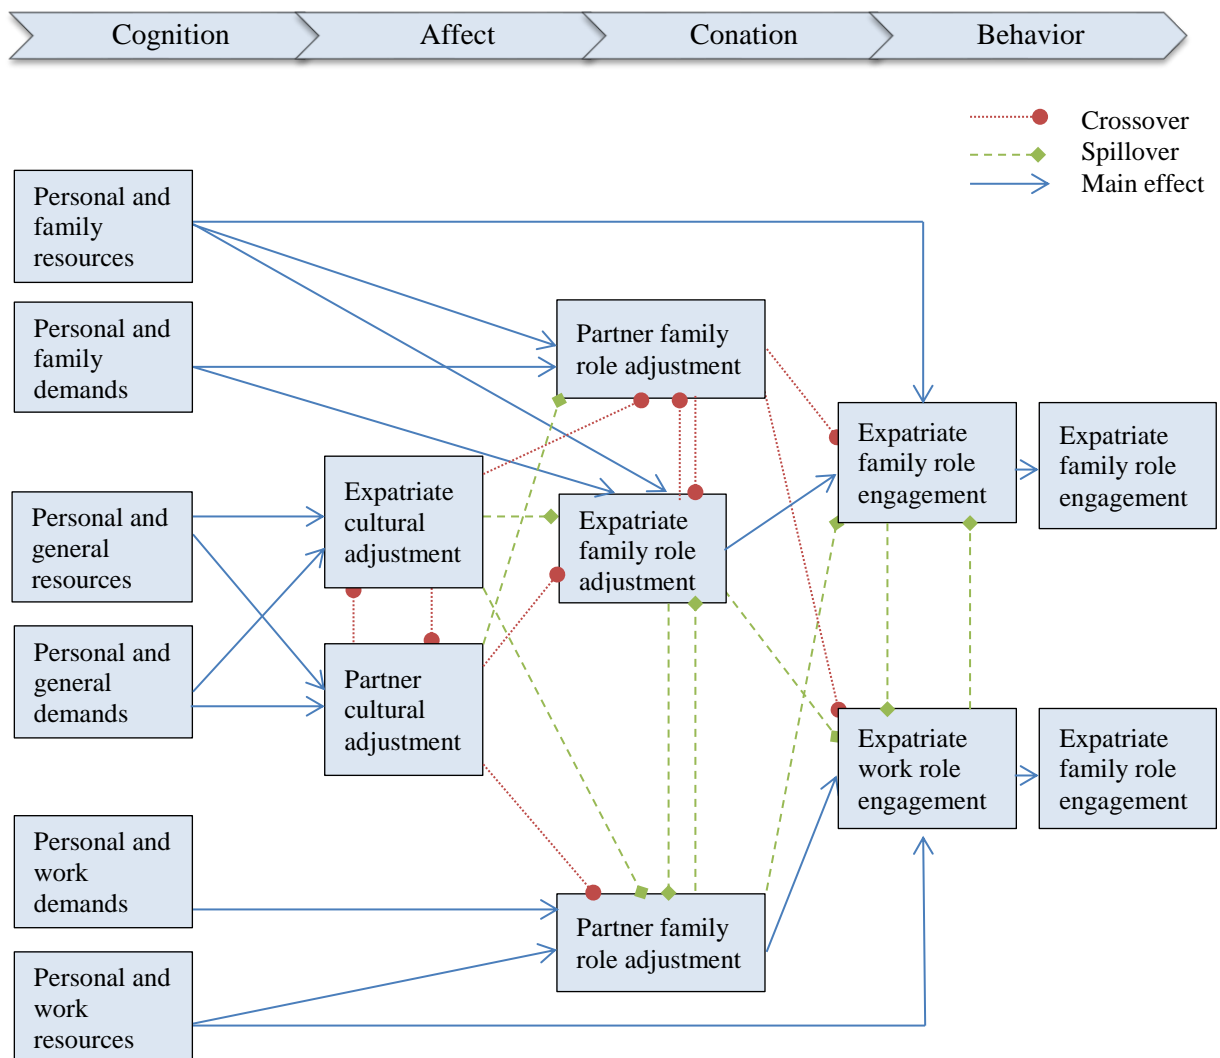 Cognition
Affect
Conation
Behavior
Crossover
Spillover
Main effect
Personal and
family
resources
Personal and
family
demands
Personal and
general
resources
Personal and
general
demands
Personal and
work
demands
Personal and
work
resources
Expatriate
cultural
adjustment
Partner
cultural
adjustment
Partner family
role adjustment
Expatriate
family role
adjustment
Partner family
role adjustment
Expatriate
family role
engagement
Expatriate
work role
engagement
Expatriate
family role
engagement
Expatriate
family role
engagement